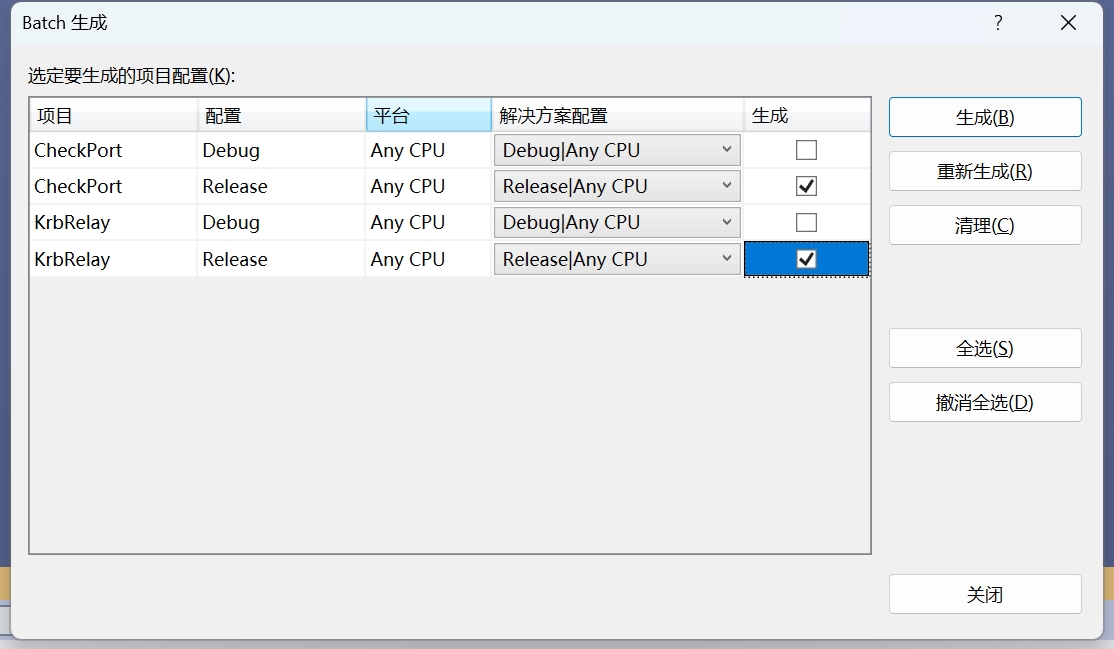 Batch 生成
?
选定要生成的项目配置(K):
项目 配置 平台 解决方案配置 生成
CheckPort Debug Any CPU Debug|Any CPU
CheckPort Release Any CPU Release|Any CPU
KrbRelay Debug Any CPU Debug|Any CPU
KrbRelay Release Any CPU Release|Any CPU
生成(B)
重新生成(R)
清理(C)
全选(S)
撤消全选(D)
关闭